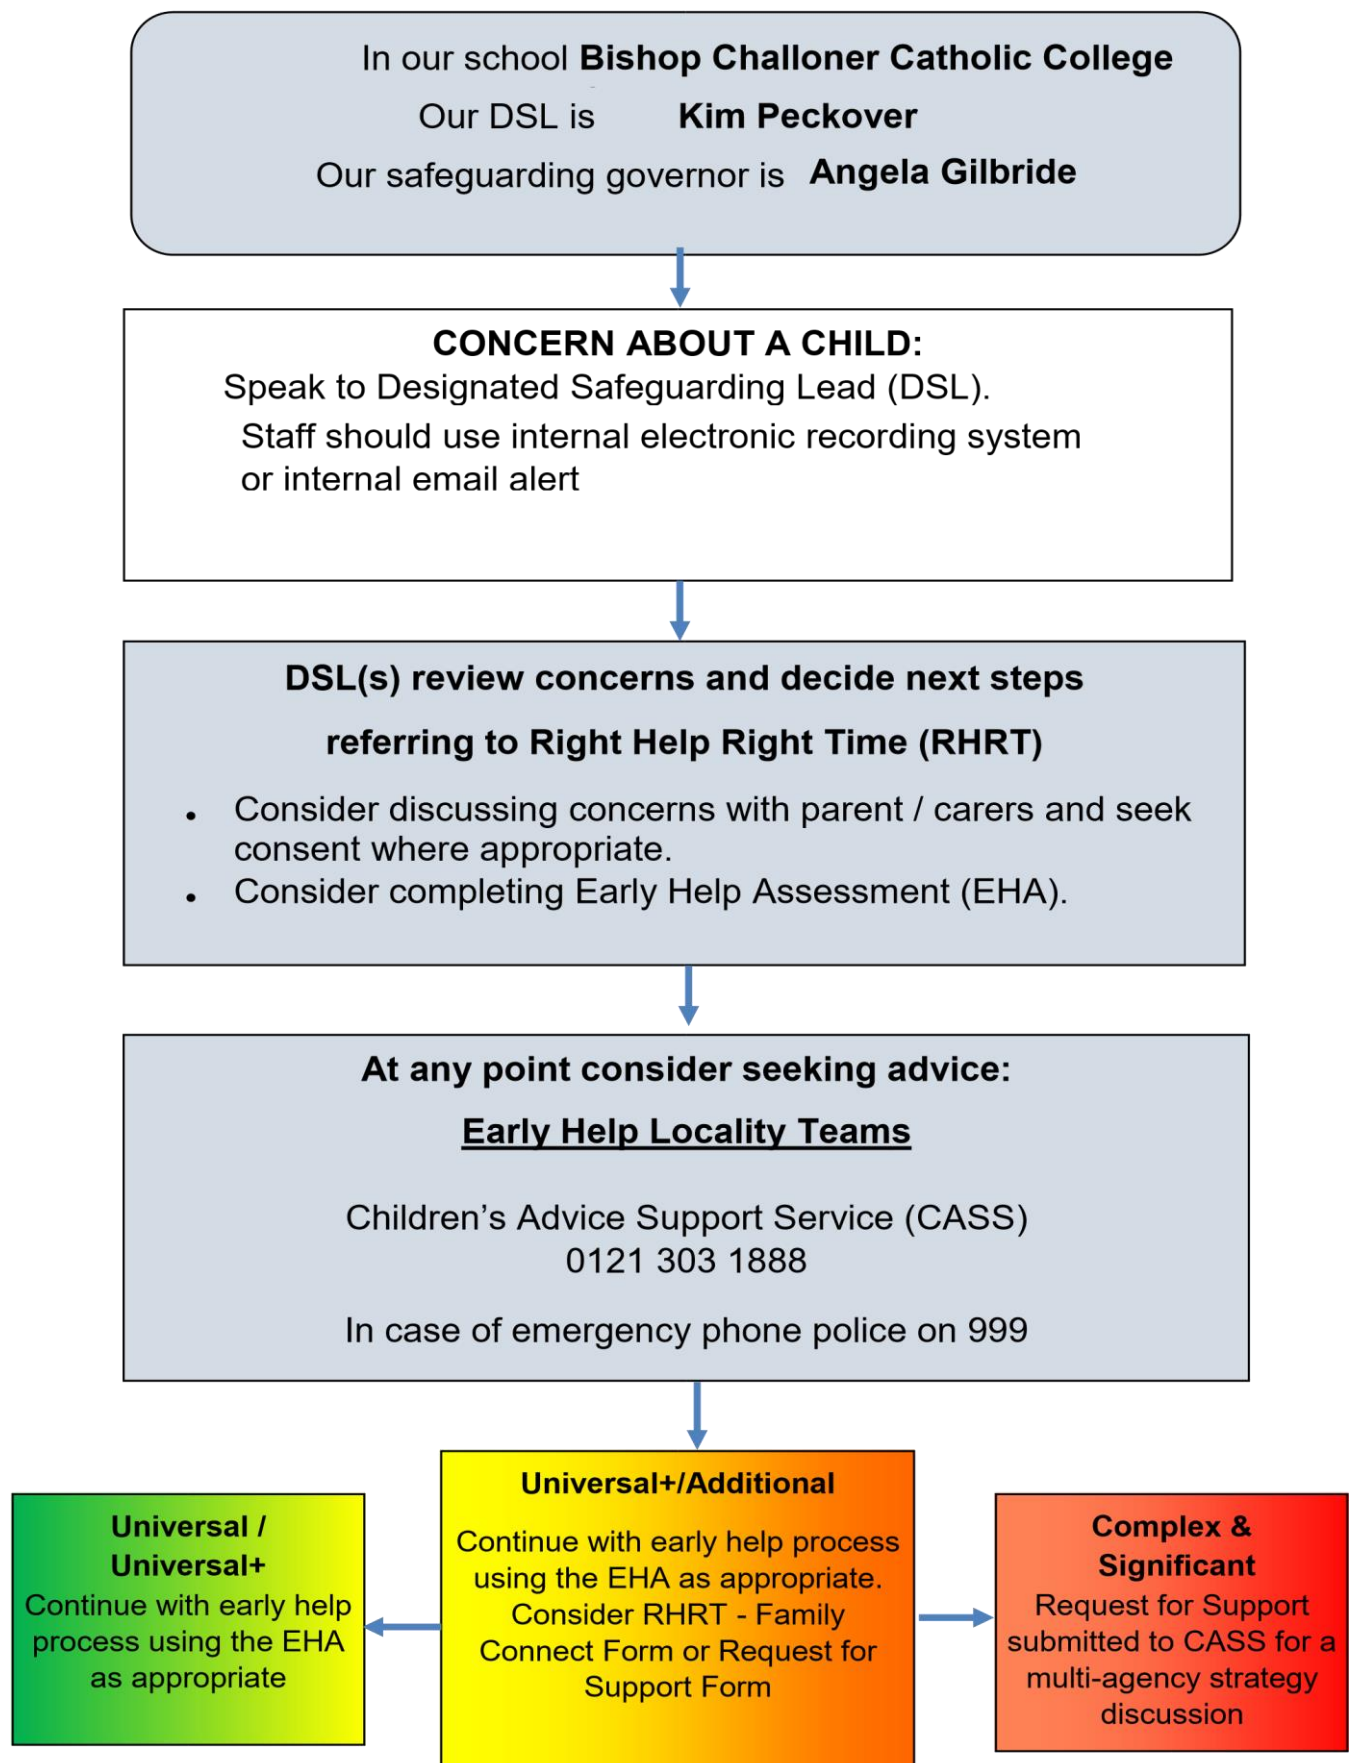 In our school Bishop Challoner Catholic College
Our DSL is Kim Peckover
Our safeguarding governor is Angela Gilbride
CONCERN ABOUT A CHILD:
Speak to Designated Safeguarding Lead (DSL).
Staff should use internal electronic recording system
or internal email alert
DSL(s) review concerns and decide next steps
referring to Right Help Right Time (RHRT)
• Consider discussing concerns with parent / carers and seek
consent where appropriate.
• Consider completing Early Help Assessment (EHA).
At any point consider seeking advice:
Early Help Locality Teams
Children’s Advice Support Service (CASS)
0121 303 1888
In case of emergency phone police on 999
Universal /
Universal+
Continue with early help
process using the EHA
as appropriate
Universal+/Additional
Continue with early help process
using the EHA as appropriate.
Consider RHRT - Family
Connect Form or Request for
Support Form
Complex &
Significant
Request for Support
submitted to CASS for a
multi-agency strategy
discussion